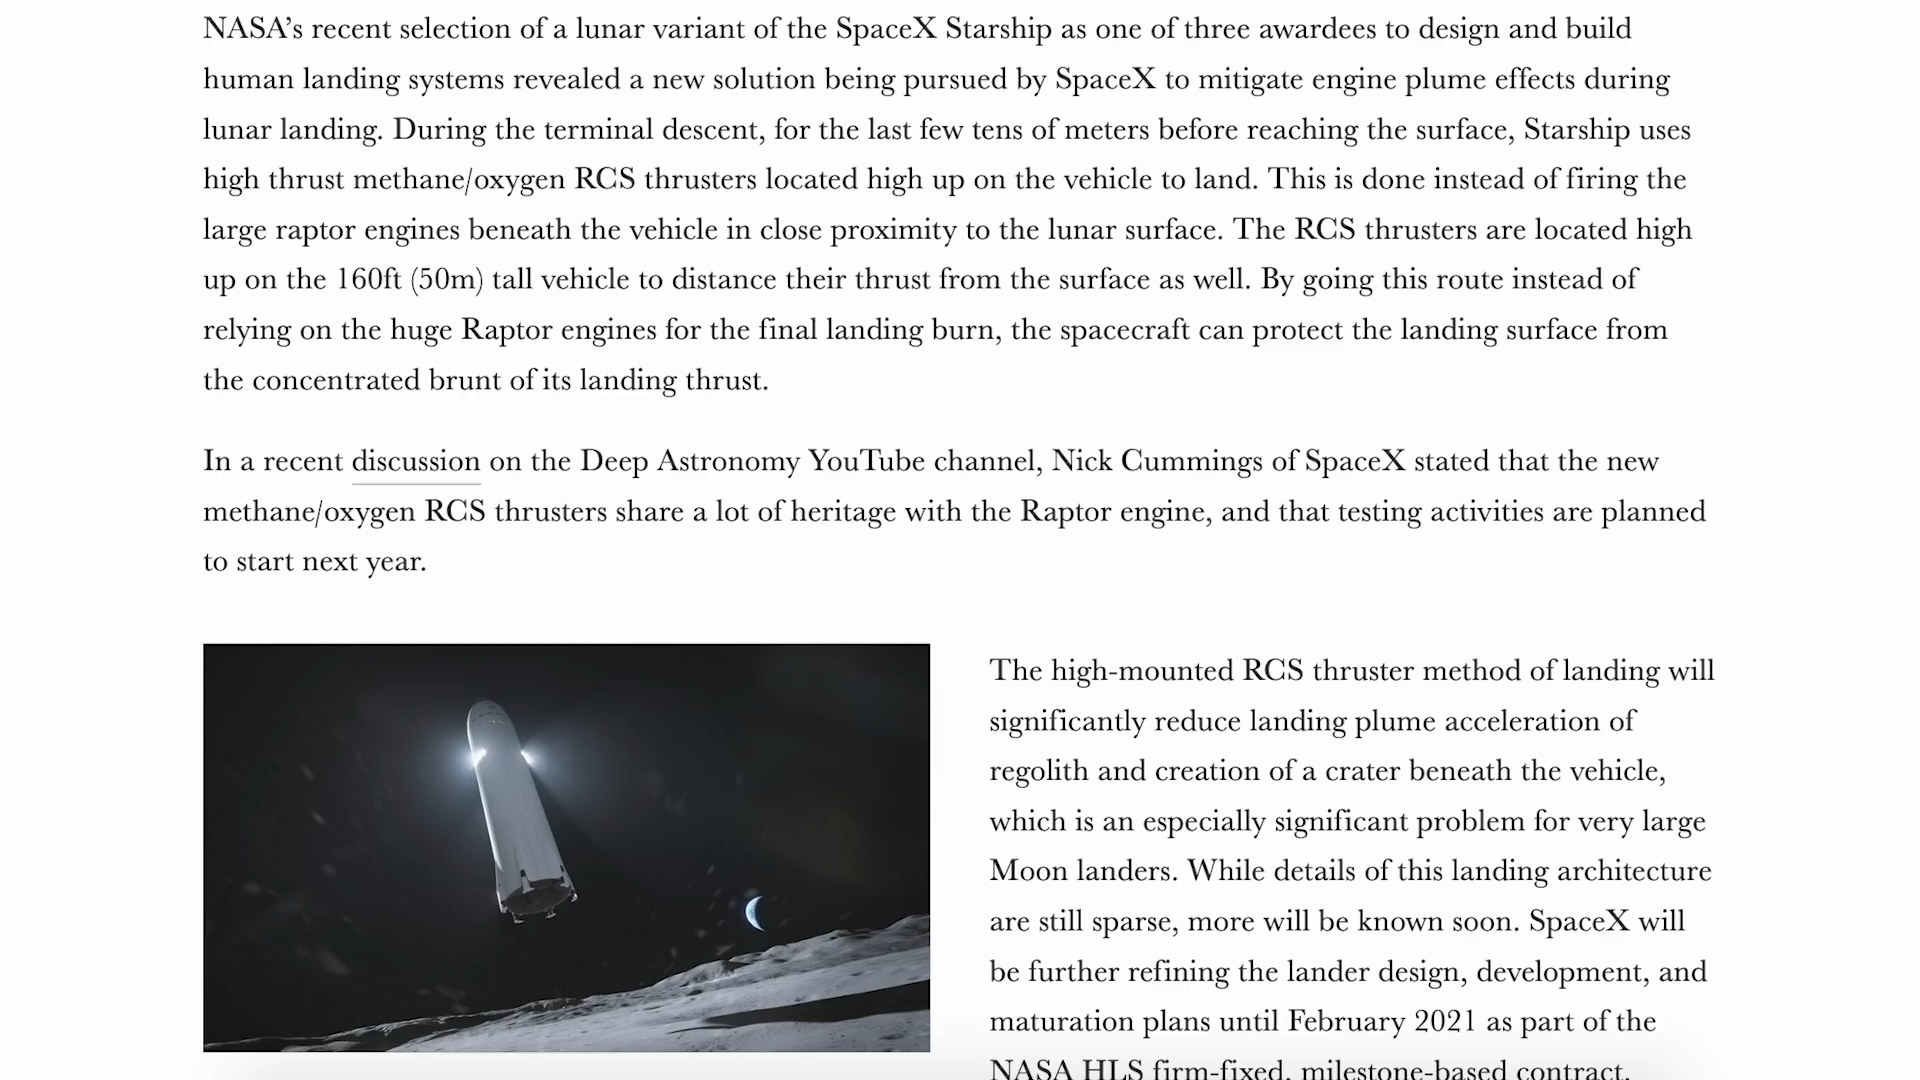 NASA’s recent selection of a lunar variant of the SpaceX Starship as one of three awardees to design and build
human landing systems revealed a new solution being pursued by SpaceX to mitigate engine plume effects during
lunar landing. During the terminal descent, for the last few tens of meters before reaching the surface, Starship uses
high thrust methane/oxygen RCS thrusters located high up on the vehicle to land. This is done instead of firing the
large raptor engines beneath the vehicle in close proximity to the lunar surface. The RCS thrusters are located high
up on the 160ft (50m) tall vehicle to distance their thrust from the surface as well. By going this route instead of
relying on the huge Raptor engines for the final landing burn, the spacecraft can protect the landing surface from
the concentrated brunt of its landing thrust.
In a recent discussion on the Deep Astronomy YouTube channel, Nick Cummings of SpaceX stated that the new
methane/oxygen RCS thrusters share a lot of heritage with the Raptor engine, and that testing activities are planned
to start next year.
The high-mounted RCS thruster method of landing will
significantly reduce landing plume acceleration of
regolith and creation of a crater beneath the vehicle,
which is an especially significant problem for very large
Moon landers. While details of this landing architecture
are still sparse, more will be known soon. SpaceX will
be further refining the lander design, development, and
maturation plans until February 2021 as part of the
NASA HLS firm-fixed, milestone-based contract.